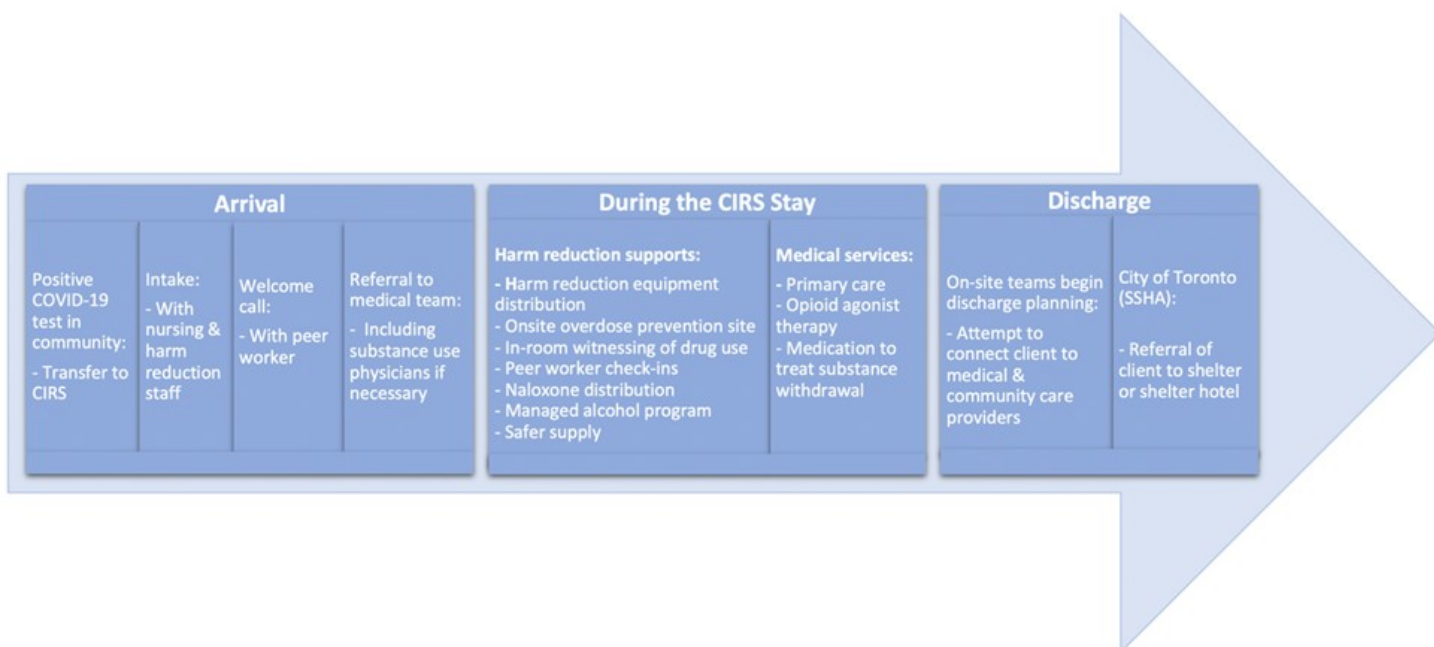 Arrival
Positive
COVID-19
test in
community:
- Transfer to
CIRS
Intake:
- With
nursing &
harm
reduction
staff
Welcome
call:
- With peer
worker
Referral to
medical team:
- Including
substance use
physicians if
necessary
During the CIRS Stay
Harm reduction supports:
- Harm reduction equipment
distribution
- Onsite overdose prevention site
- In-room witnessing of drug use
- Peer worker check-ins
- Naloxone distribution
- Managed alcohol program
- Safer supply
Medical services:
- Primary care
- Opioid agonist
therapy
- Medication to
treat substance
withdrawal
Discharge
On-site teams begin
discharge planning:
- Attempt to
connect client to
medical &
community care
providers
City of Toronto
(SSHA):
- Referral of
client to shelter
or shelter hotel